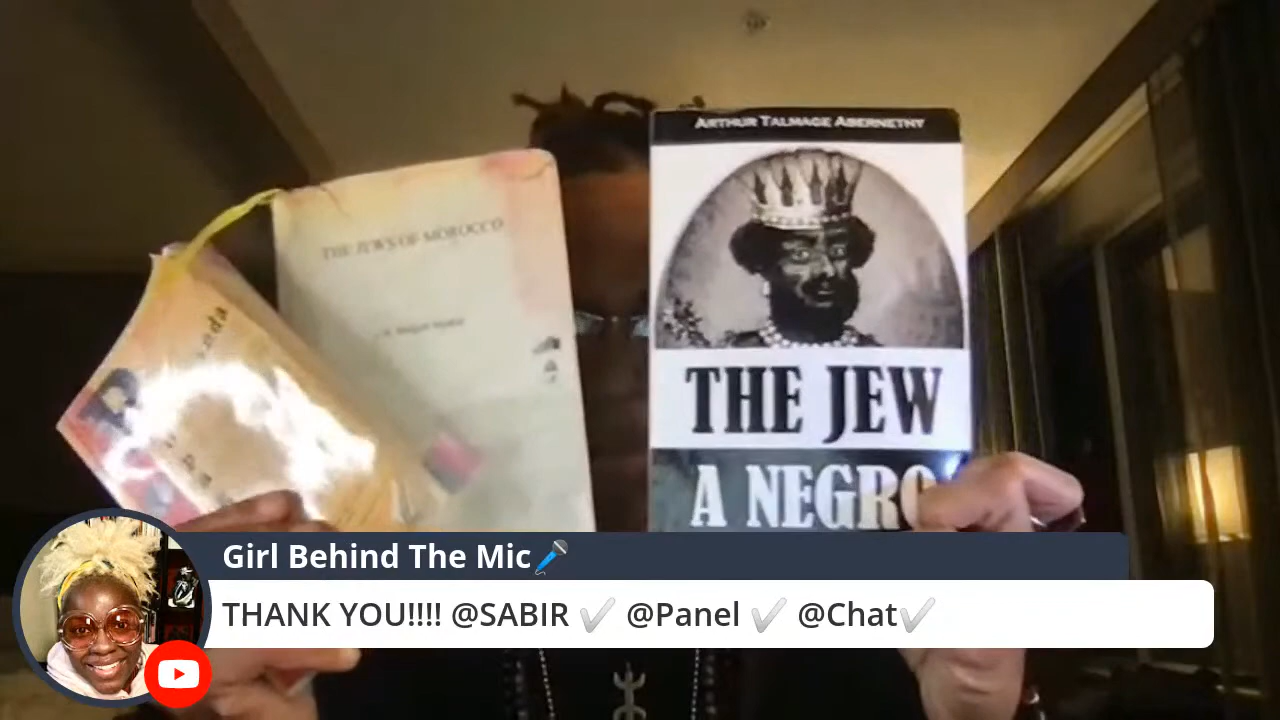 ARTHUR TALMAGE ABERNETHY
THE JEWS OF MOROCCO
THE JEW
A NEGRO
Girl Behind The Mic🎤
THANK YOU!!!! @SABIR ✔ @Panel ✔ @Chat✔